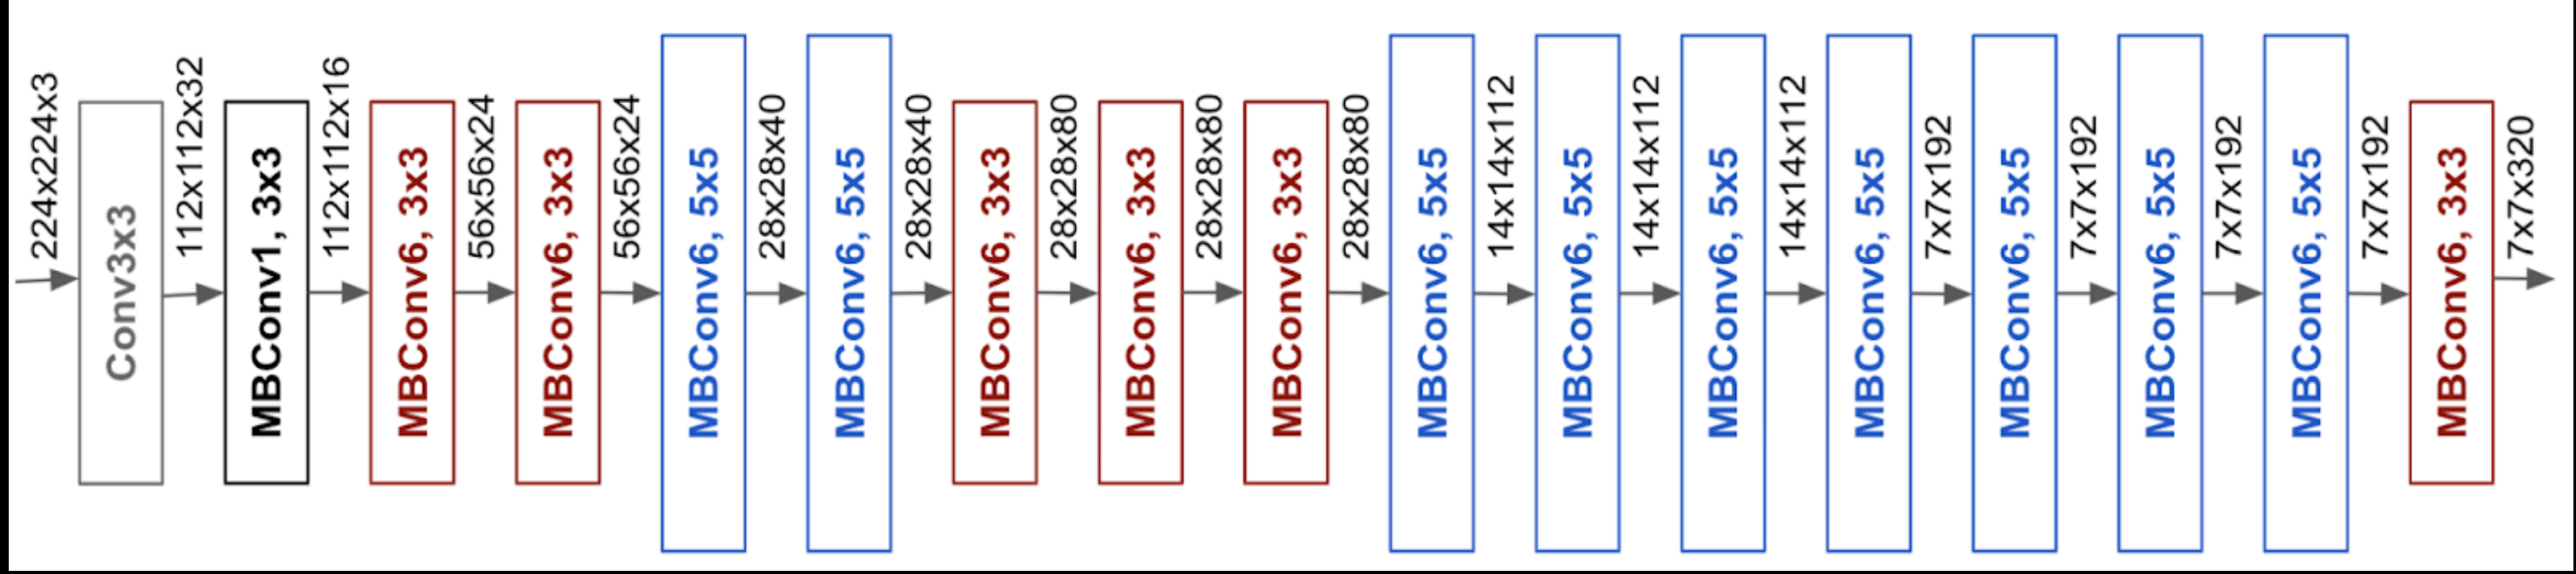 224x224x3
Conv3x3
112x112x32
MBConv1, 3x3
112x112x16
MBConv6, 3x3
56x56x24
MBConv6, 3x3
56x56x24
MBConv6, 5x5
28x28x40
MBConv6, 5x5
28x28x40
MBConv6, 3x3
28x28x80
MBConv6, 3x3
28x28x80
MBConv6, 3x3
28x28x80
MBConv6, 5x5
14x14x112
MBConv6, 5x5
14x14x112
MBConv6, 5x5
14x14x112
MBConv6, 5x5
7x7x192
MBConv6, 5x5
7x7x192
MBConv6, 5x5
7x7x192
MBConv6, 5x5
7x7x192
MBConv6, 3x3
7x7x320